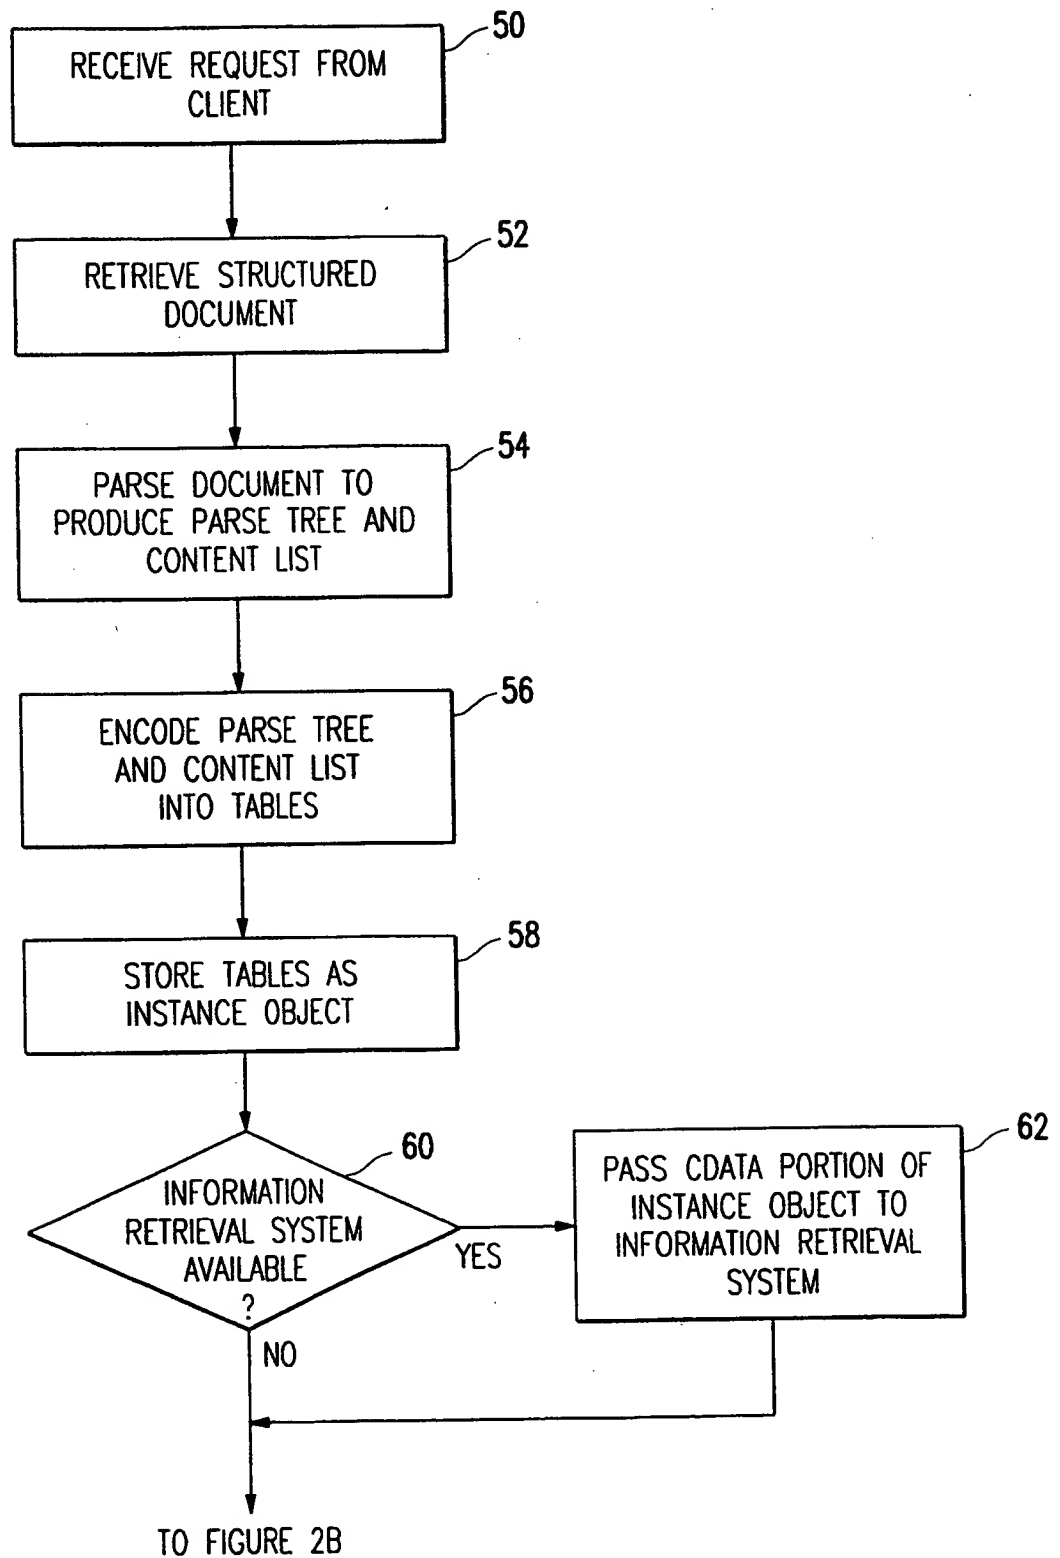 50
RECEIVE REQUEST FROM
CLIENT
52
RETRIEVE STRUCTURED
DOCUMENT
54
PARSE DOCUMENT TO
PRODUCE PARSE TREE AND
CONTENT LIST
56
ENCODE PARSE TREE
AND CONTENT LIST
INTO TABLES
58
STORE TABLES AS
INSTANCE OBJECT
60
INFORMATION
RETRIEVAL SYSTEM
AVAILABLE
?
YES
NO
62
PASS CDATA PORTION OF
INSTANCE OBJECT TO
INFORMATION RETRIEVAL
SYSTEM
TO FIGURE 2B